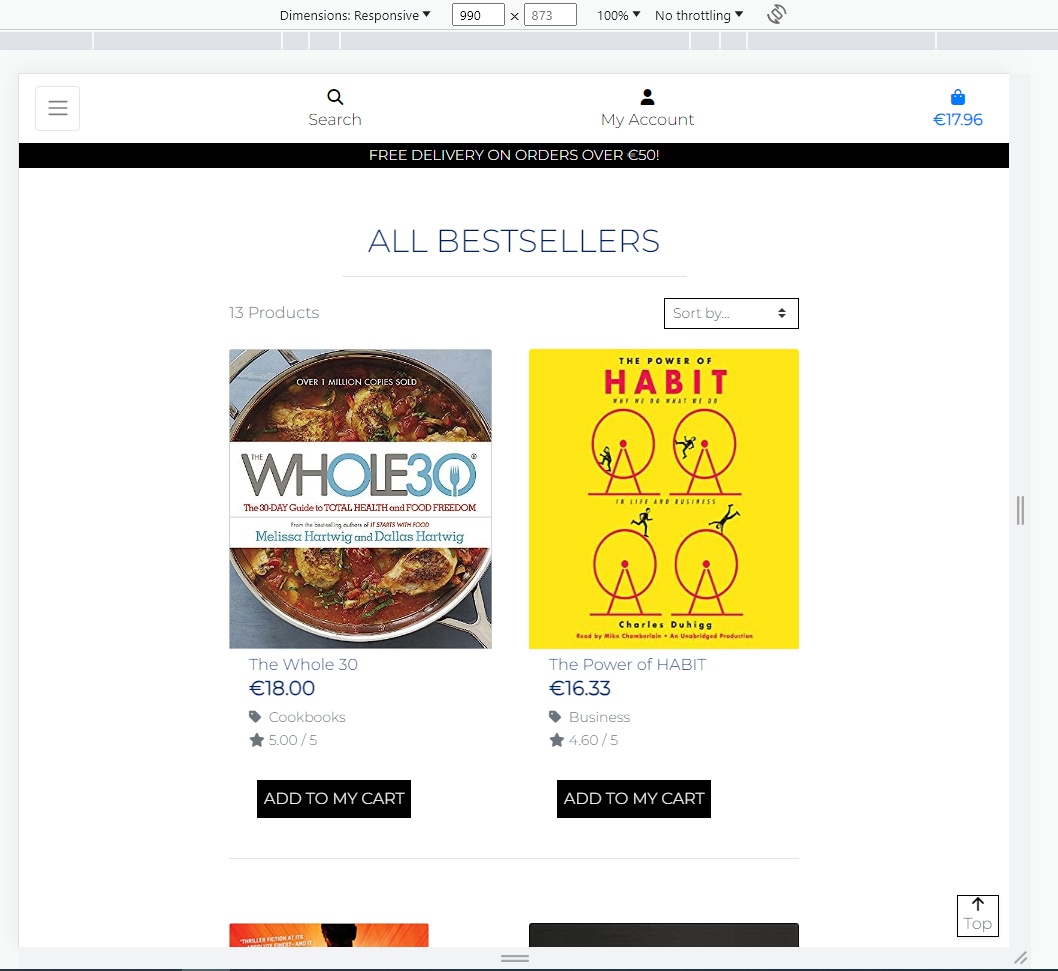 Dimensions: Responsive 990 × 873 100% No throttling
Search My Account €17.96
FREE DELIVERY ON ORDERS OVER €50!
ALL BESTSELLERS
13 Products Sort by...
OVER 1 MILLION COPIES SOLD
THE WHOLE30®
The 30-DAY Guide to TOTAL HEALTH and FOOD FREEDOM
From the bestselling authors of IT STARTS WITH FOOD
Melissa Hartwig and Dallas Hartwig
THE POWER OF
HABIT
WHY WE DO WHAT WE DO
IN LIFE AND BUSINESS
Charles Duhigg
Read by Mike Chamberlain • An Unabridged Production
The Whole 30
€18.00
Cookbooks
5.00 / 5
ADD TO MY CART
The Power of HABIT
€16.33
Business
4.60 / 5
ADD TO MY CART
"THRILLER FICTION AT ITS
ABSOLUTE FINEST—AND IT
Top